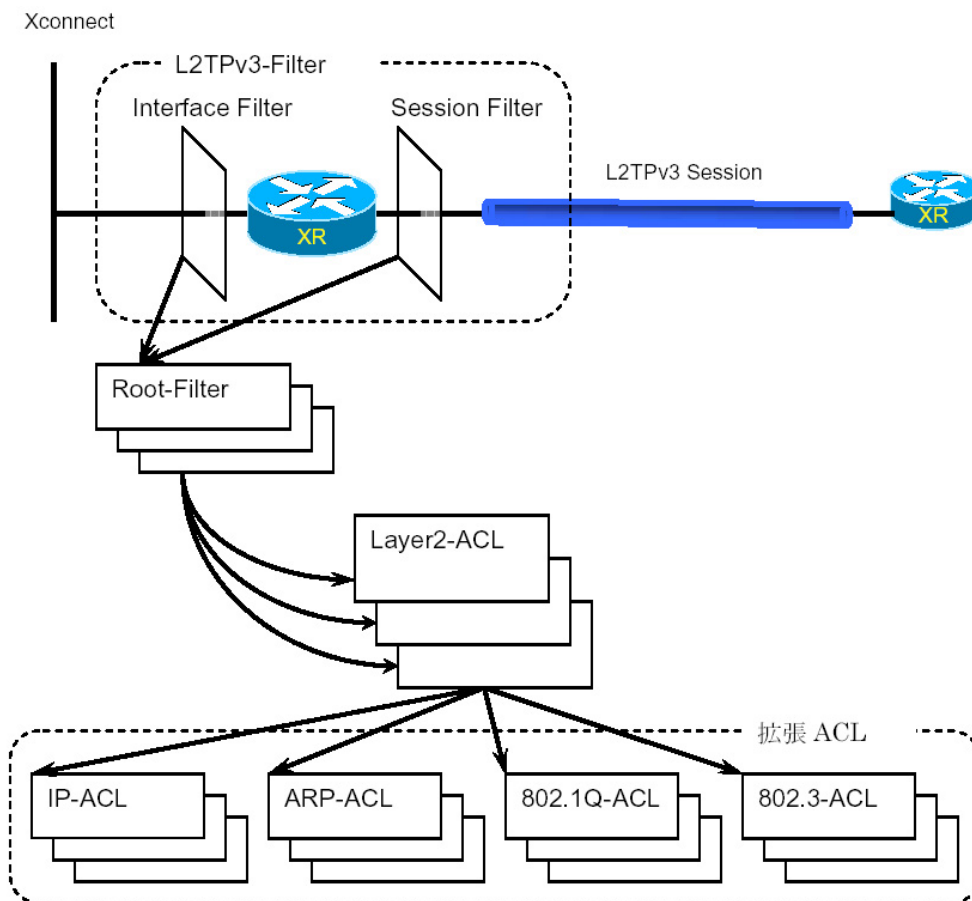 Xconnect
L2TPv3-Filter
Interface Filter
Session Filter
L2TPv3 Session
XR
XR
Root-Filter
Layer2-ACL
拡張 ACL
IP-ACL
ARP-ACL
802.1Q-ACL
802.3-ACL